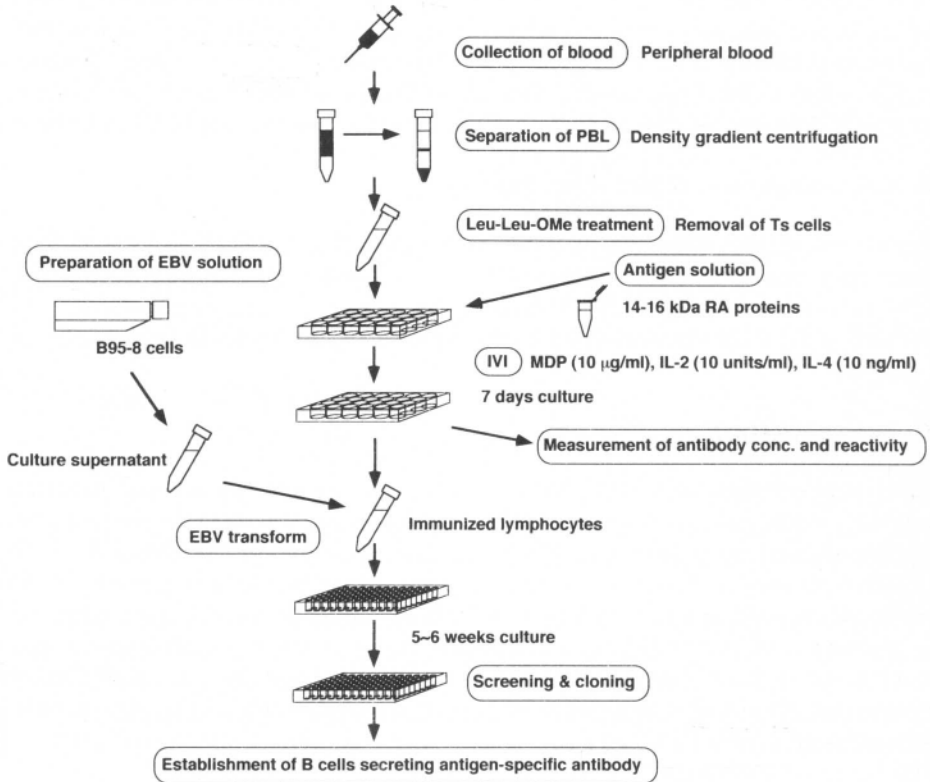 Collection of blood Peripheral blood
Separation of PBL Density gradient centrifugation
Leu-Leu-OMe treatment Removal of Ts cells
Preparation of EBV solution
Antigen solution
14-16 kDa RA proteins
B95-8 cells
IVI MDP (10 μg/ml), IL-2 (10 units/ml), IL-4 (10 ng/ml)
7 days culture
Measurement of antibody conc. and reactivity
Culture supernatant
EBV transform
Immunized lymphocytes
5~6 weeks culture
Screening & cloning
Establishment of B cells secreting antigen-specific antibody